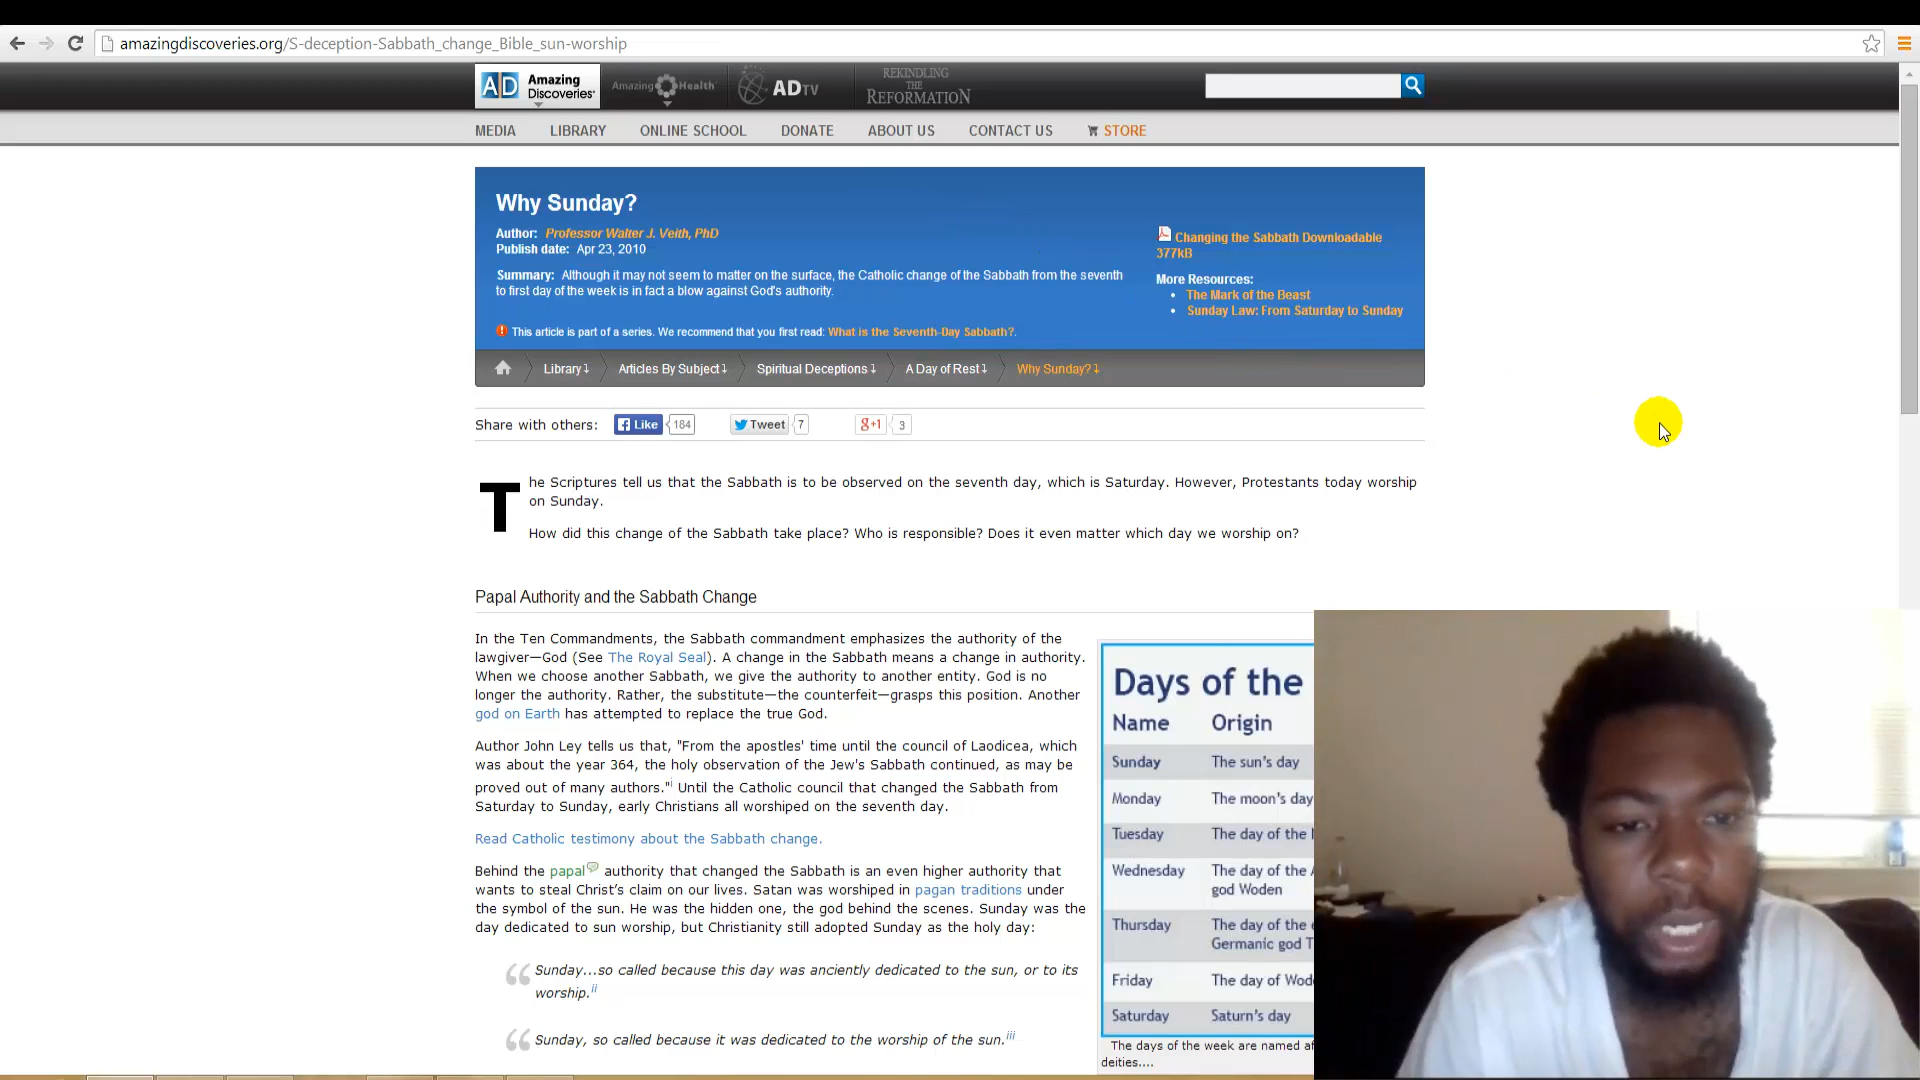 amazingdiscoveries.org/S-deception-Sabbath_change_Bible_sun-worship
AD Amazing Discoveries
Amazing Health
ADTV
REKINDLING THE REFORMATION
MEDIA LIBRARY ONLINE SCHOOL DONATE ABOUT US CONTACT US STORE
Why Sunday?
Author: Professor Walter J. Veith, PhD
Publish date: Apr 23, 2010
Summary: Although it may not seem to matter on the surface, the Catholic change of the Sabbath from the seventh
to first day of the week is in fact a blow against God's authority.
This article is part of a series. We recommend that you first read: What is the Seventh-Day Sabbath?.
Changing the Sabbath Downloadable
377kB
More Resources:
• The Mark of the Beast
• Sunday Law: From Saturday to Sunday
Library Articles By Subject Spiritual Deceptions A Day of Rest Why Sunday?
Share with others: Like 184 Tweet 7 g+1 3
The Scriptures tell us that the Sabbath is to be observed on the seventh day, which is Saturday. However, Protestants today worship
on Sunday.
How did this change of the Sabbath take place? Who is responsible? Does it even matter which day we worship on?
Papal Authority and the Sabbath Change
In the Ten Commandments, the Sabbath commandment emphasizes the authority of the
lawgiver—God (See The Royal Seal). A change in the Sabbath means a change in authority.
When we choose another Sabbath, we give the authority to another entity. God is no
longer the authority. Rather, the substitute—the counterfeit—grasps this position. Another
god on Earth has attempted to replace the true God.
Author John Ley tells us that, "From the apostles' time until the council of Laodicea, which
was about the year 364, the holy observation of the Jew's Sabbath continued, as may be
proved out of many authors."i Until the Catholic council that changed the Sabbath from
Saturday to Sunday, early Christians all worshiped on the seventh day.
Read Catholic testimony about the Sabbath change.
Behind the papal authority that changed the Sabbath is an even higher authority that
wants to steal Christ's claim on our lives. Satan was worshiped in pagan traditions under
the symbol of the sun. He was the hidden one, the god behind the scenes. Sunday was the
day dedicated to sun worship, but Christianity still adopted Sunday as the holy day:
Sunday...so called because this day was anciently dedicated to the sun, or to its
worship.ii
Sunday, so called because it was dedicated to the worship of the sun.iii
Days of the
Name Origin
Sunday The sun's day
Monday The moon's day
Tuesday The day of the
Wednesday The day of the
god Woden
Thursday The day of the
Germanic god
Friday The day of
Saturday Saturn's day
The days of the week are named
deities....